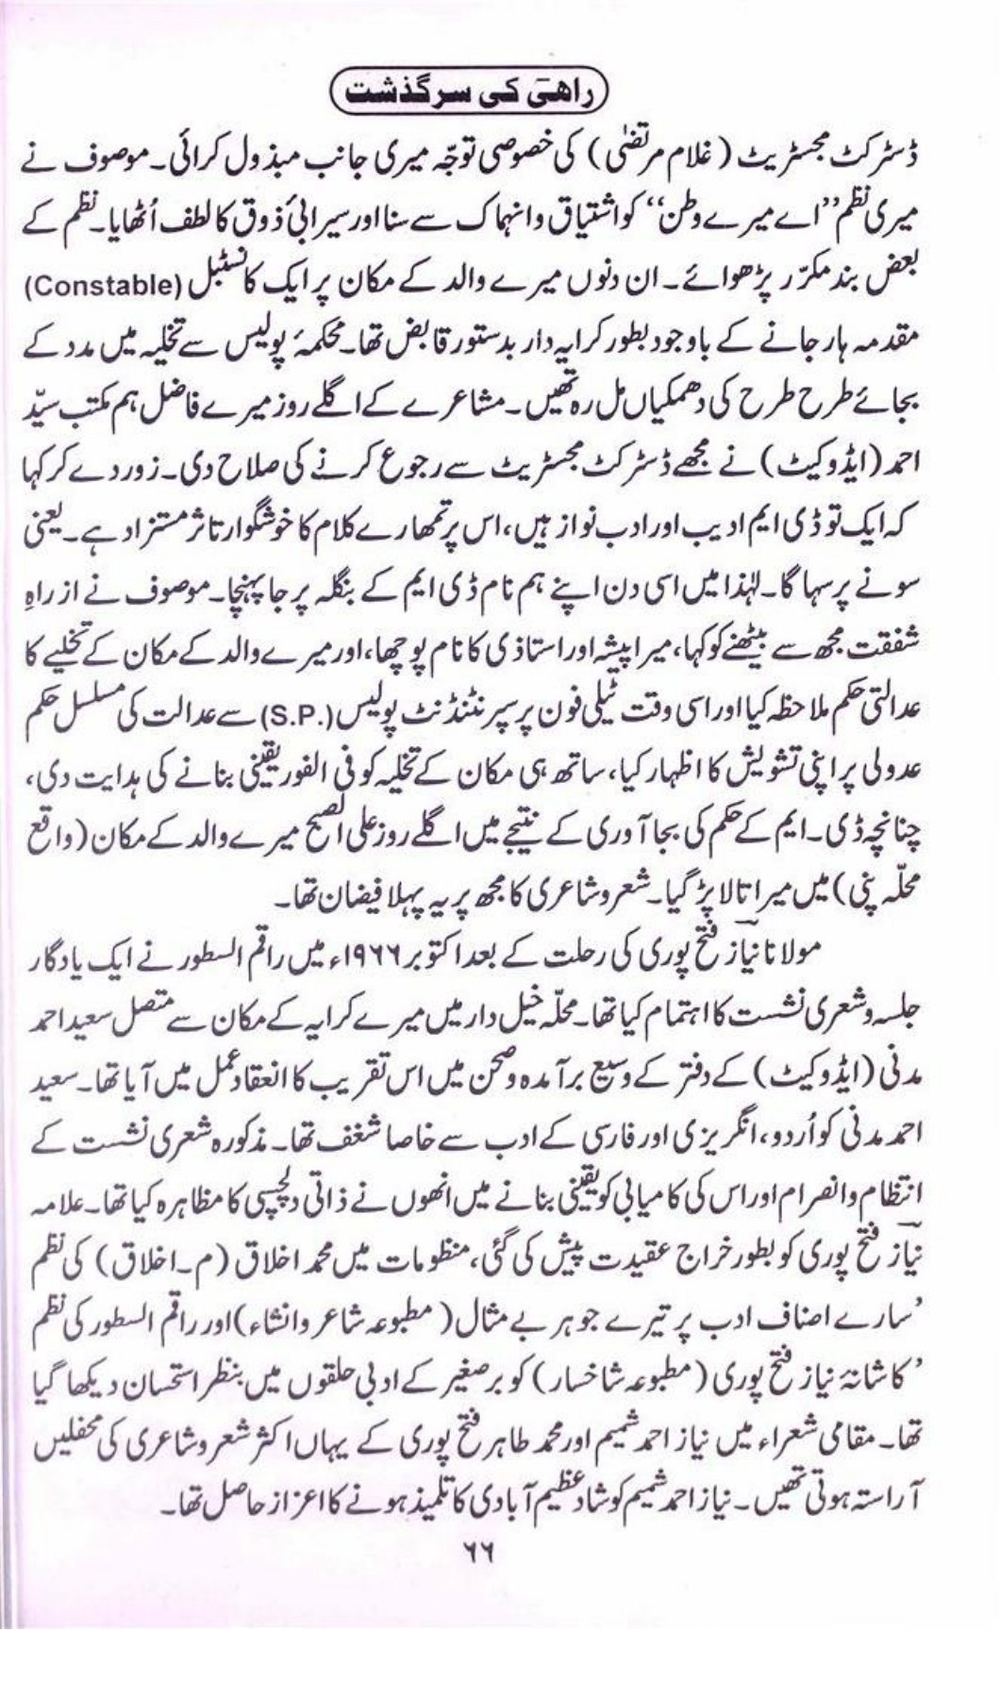 راھیؔ کی سرگذشت
ڈسٹرکٹ مجسٹریٹ (غلام مرتضٰی) کی خصوصی توجّہ میری جانب مبذول کرائی۔ موصوف نے
میری نظم ’’اے میرے وطن‘‘ کو اشتیاق و انہماک سے سنا اور سیرابیٔ ذوق کا لطف اُٹھایا۔ نظم کے
بعض بند مکرّر پڑھوائے۔ ان دنوں میرے والد کے مکان پر ایک کانسٹبل (Constable)
مقدمہ ہار جانے کے باوجود بطور کرایہ دار بدستور قابض تھا۔ محکمۂ پولیس سے تخلیہ میں مدد کے
بجائے طرح طرح کی دھمکیاں مل رہ تھیں۔ مشاعرے کے اگلے روز میرے فاضل ہم مکتب سیّد
احمد (ایڈوکیٹ) نے مجھے ڈسٹرکٹ مجسٹریٹ سے رجوع کرنے کی صلاح دی۔ زور دے کر کہا
کہ ایک تو ڈی ایم ادیب اور ادب نواز ہیں، اس پر تمھارے کلام کا خوشگوار تاثر مستزاد ہے۔ یعنی
سونے پر سہاگا۔ لہٰذا میں اسی دن اپنے ہم نام ڈی ایم کے بنگلہ پر جا پہنچا۔ موصوف نے از راہِ
شفقت مجھ سے بیٹھنے کو کہا، میرا پیشہ اور استاذی کا نام پوچھا، اور میرے والد کے مکان کے تخلیے کا
عدالتی حکم ملاحظہ کیا اور اسی وقت ٹیلی فون پر سپرنٹنڈنٹ پولیس (S.P.) سے عدالت کی مسلسل حکم
عدولی پر اپنی تشویش کا اظہار کیا، ساتھ ہی مکان کے تخلیہ کو فی الفور یقینی بنانے کی ہدایت دی،
چنانچہ ڈی۔ ایم کے حکم کی بجا آوری کے نتیجے میں اگلے روز علی الصبح میرے والد کے مکان (واقع
محلّہ پنی) میں میرا تالا پڑ گیا۔ شعر و شاعری کا مجھ پر یہ پہلا فیضان تھا۔
مولانا نیازؔ فتح پوری کی رحلت کے بعد اکتوبر ۱۹۶۶ء میں راقم السطور نے ایک یادگار
جلسہ و شعری نشست کا اہتمام کیا تھا۔ محلّہ خیل دار میں میرے کرایہ کے مکان سے متصل سعید احمد
مدنی (ایڈوکیٹ) کے دفتر کے وسیع برآمدہ و صحن میں اس تقریب کا انعقاد عمل میں آیا تھا۔ سعید
احمد مدنی کو اُردو، انگریزی اور فارسی کے ادب سے خاصا شغف تھا۔ مذکورہ شعری نشست کے
انتظام و انصرام اور اس کی کامیابی کو یقینی بنانے میں انھوں نے ذاتی دلچسپی کا مظاہرہ کیا تھا۔ علامہ
نیازؔ فتح پوری کو بطور خراج عقیدت پیش کی گئی، منظومات میں محمد اخلاق (م۔اخلاق) کی نظم
’سارے اصناف ادب پر تیرے جوہر بے مثال (مطبوعہ شاعر و انشاء) اور راقم السطور کی نظم
’کاشانۂ نیاز فتح پوری (مطبوعہ شاخسار) کو برصغیر کے ادبی حلقوں میں بنظر استحسان دیکھا گیا
تھا۔ مقامی شعراء میں نیاز احمد شمیم اور محمد طاہر فتح پوری کے یہاں اکثر شعر و شاعری کی محفلیں
آراستہ ہوتی تھیں۔ نیاز احمد شمیم کو شاد عظیم آبادی کا تلمیذ ہونے کا اعزاز حاصل تھا۔
۶۶